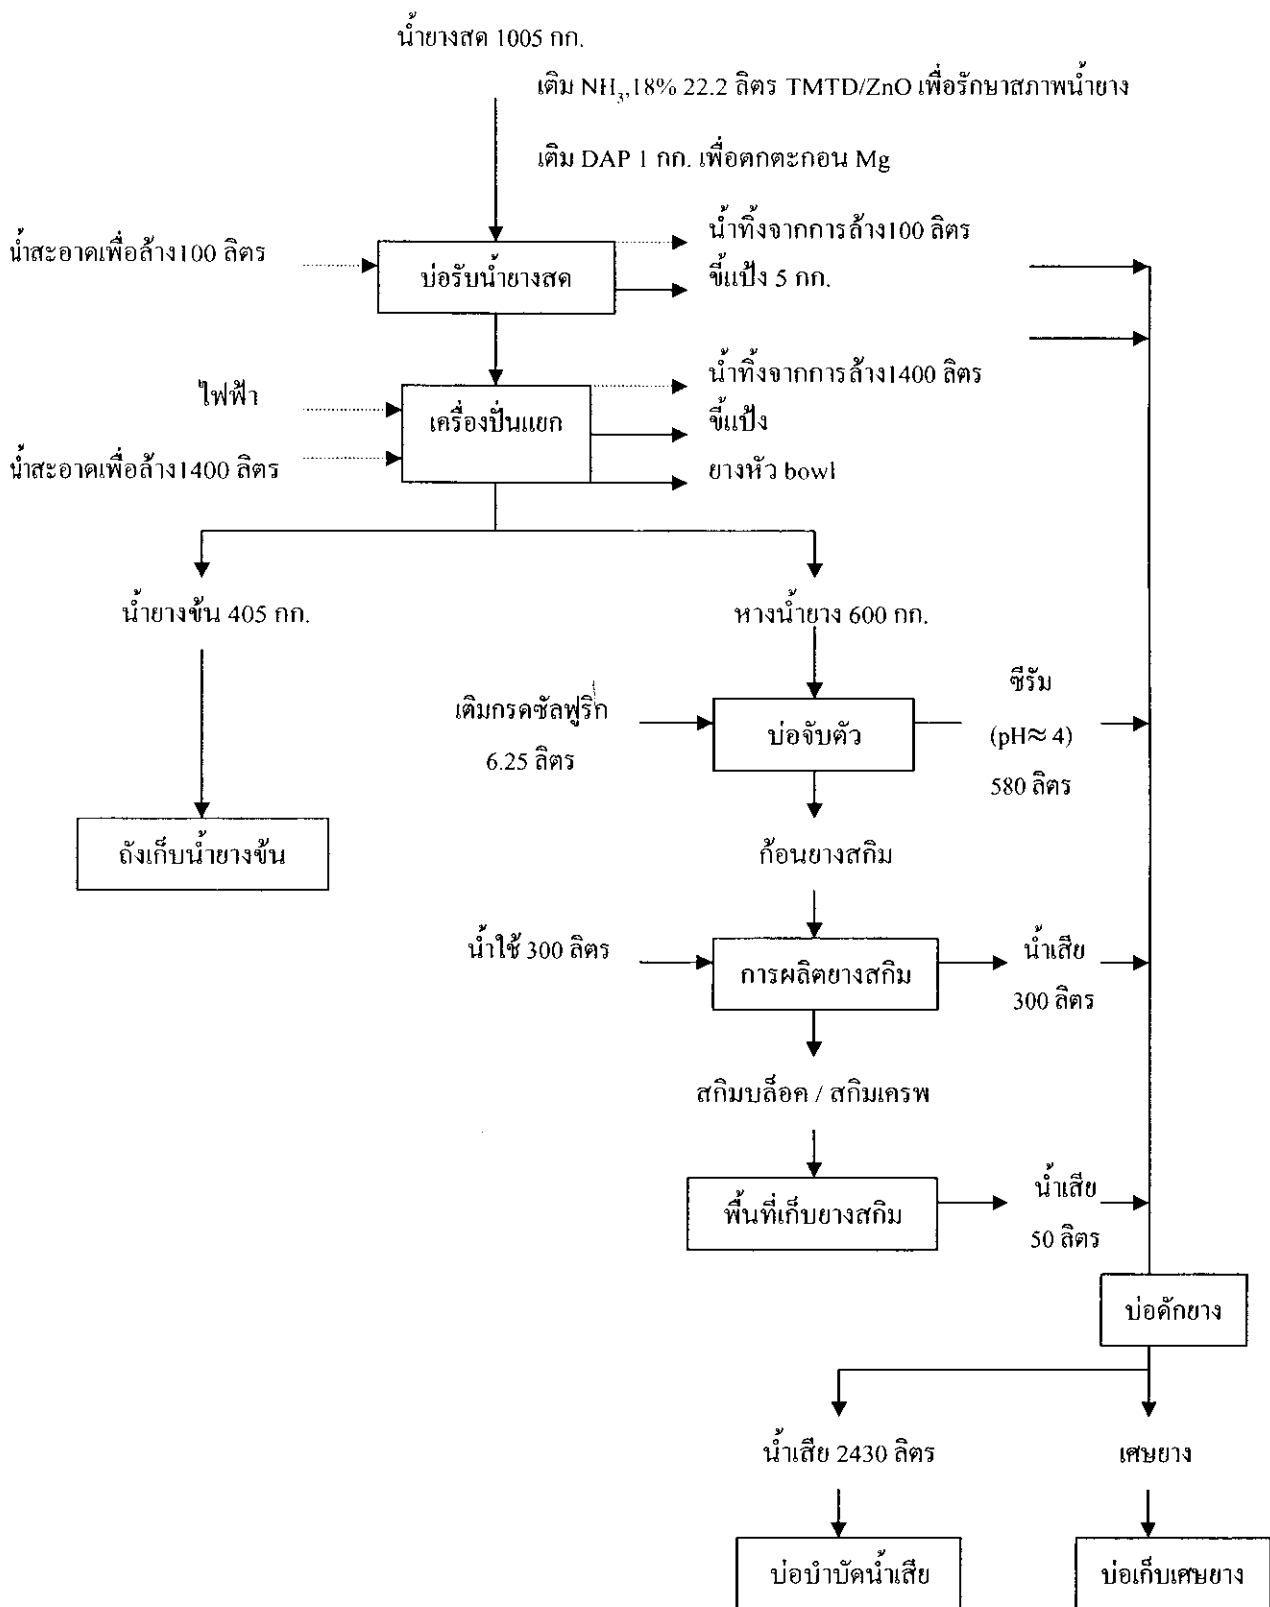 น้ำยางสด 1005 กก.
เติม NH3,18% 22.2 ลิตร TMTD/ZnO เพื่อรักษาสภาพน้ำยาง
เติม DAP 1 กก. เพื่อตกตะกอน Mg
น้ำสะอาดเพื่อล้าง100 ลิตร
บ่อรับน้ำยางสด
น้ำทิ้งจากการล้าง100 ลิตร
ขี้แป้ง 5 กก.
ไฟฟ้า
น้ำสะอาดเพื่อล้าง1400 ลิตร
เครื่องปั่นแยก
น้ำทิ้งจากการล้าง1400 ลิตร
ขี้แป้ง
ยางหัว bowl
น้ำยางข้น 405 กก.
หางน้ำยาง 600 กก.
เติมกรดซัลฟูริก
6.25 ลิตร
บ่อจับตัว
ซีรัม
(pH≈ 4)
580 ลิตร
ถังเก็บน้ำยางข้น
ก้อนยางสกิม
น้ำใช้ 300 ลิตร
การผลิตยางสกิม
น้ำเสีย
300 ลิตร
สกิมบล็อค / สกิมเครพ
พื้นที่เก็บยางสกิม
น้ำเสีย
50 ลิตร
บ่อดักยาง
น้ำเสีย 2430 ลิตร
เศษยาง
บ่อบำบัดน้ำเสีย
บ่อเก็บเศษยาง